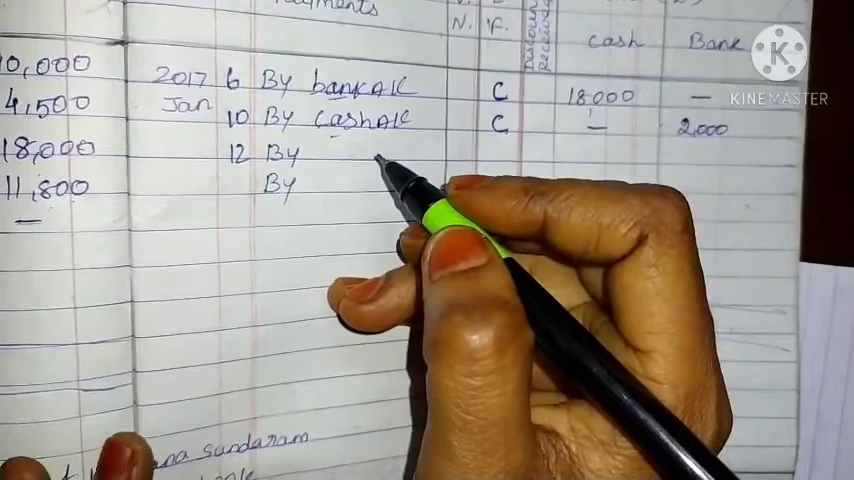 Payments
N. F. Discount received cash Bank
10,000
2017 6 By bank A/C C 18000 —
4,500 Jan 10 By cash A/C C — 2,000
18,000 12 By
11,800 By
—
sundaram
K
KINEMASTER